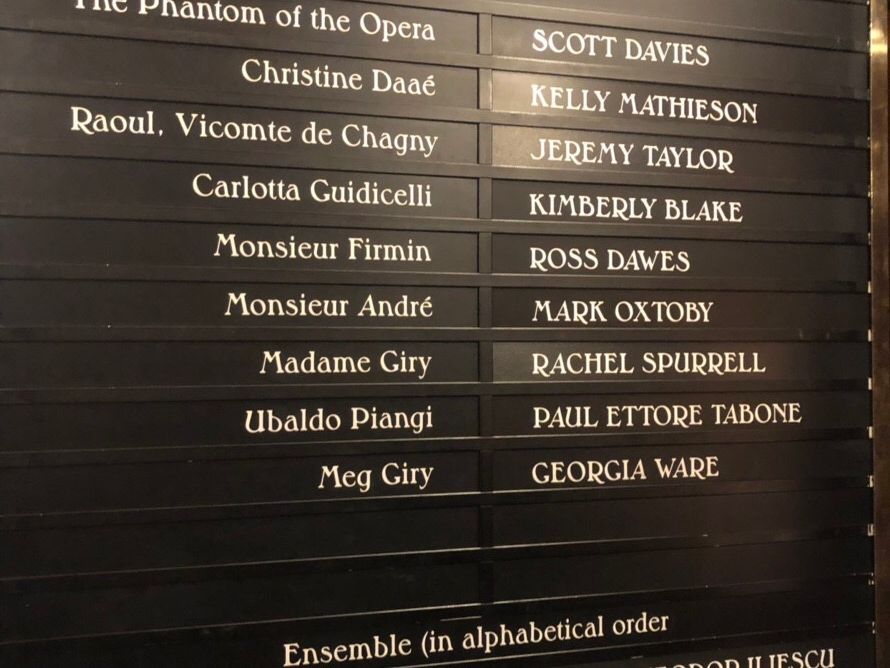 The Phantom of the Opera SCOTT DAVIES
Christine Daaé KELLY MATHIESON
Raoul, Vicomte de Chagny JEREMY TAYLOR
Carlotta Guidicelli KIMBERLY BLAKE
Monsieur Firmin ROSS DAWES
Monsieur André MARK OXTOBY
Madame Giry RACHEL SPURRELL
Ubaldo Piangi PAUL ETTORE TABONE
Meg Giry GEORGIA WARE
Ensemble (in alphabetical order
ILIESCU